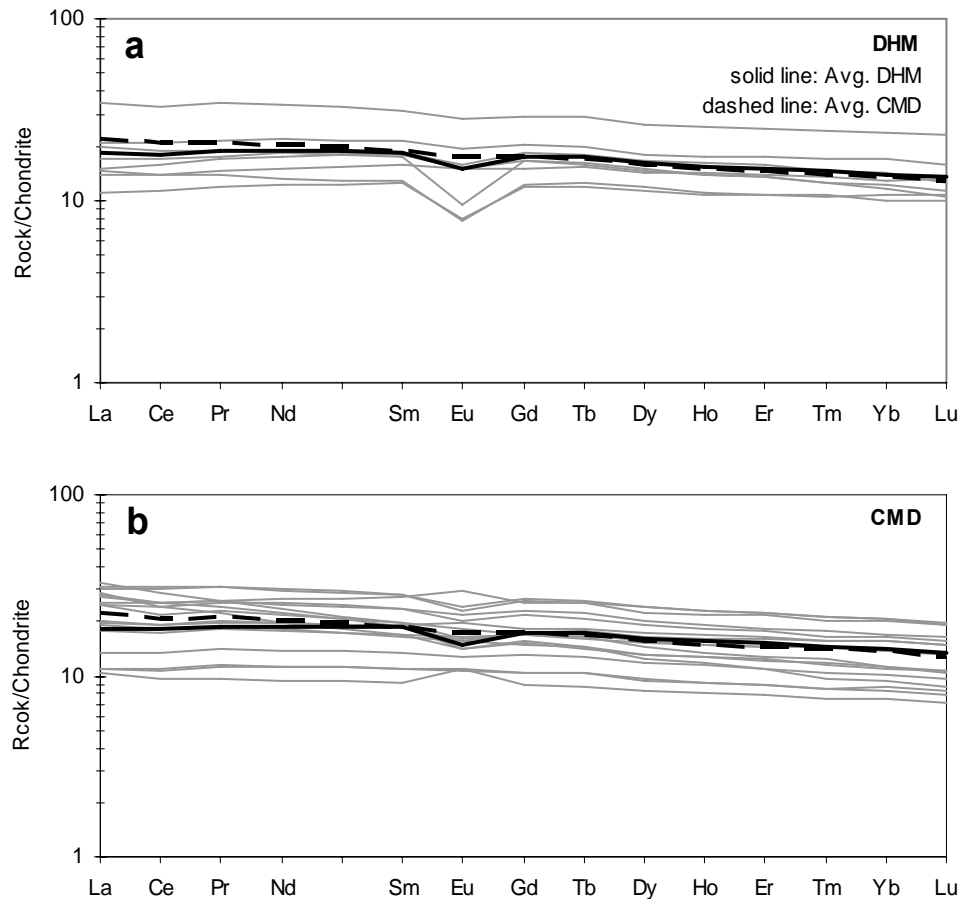 100
a
DHM
solid line: Avg. DHM
dashed line: Avg. CMD
Rock/Chondrite
10
1
La Ce Pr Nd Sm Eu Gd Tb Dy Ho Er Tm Yb Lu
100
b
CMD
Rcok/Chondrite
10
1
La Ce Pr Nd Sm Eu Gd Tb Dy Ho Er Tm Yb Lu